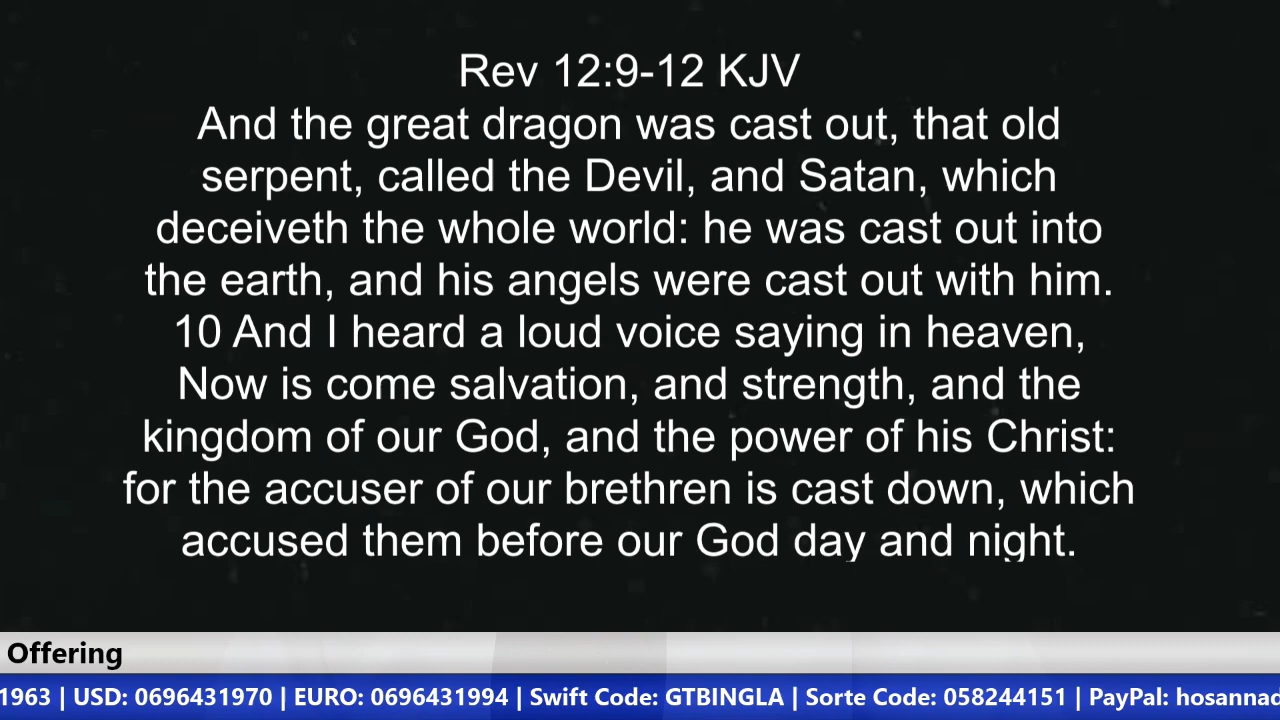 Rev 12:9-12 KJV
And the great dragon was cast out, that old
serpent, called the Devil, and Satan, which
deceiveth the whole world: he was cast out into
the earth, and his angels were cast out with him.
10 And I heard a loud voice saying in heaven,
Now is come salvation, and strength, and the
kingdom of our God, and the power of his Christ:
for the accuser of our brethren is cast down, which
accused them before our God day and night.
Offering
1963 | USD: 0696431970 | EURO: 0696431994 | Swift Code: GTBINGLA | Sorte Code: 058244151 | PayPal: